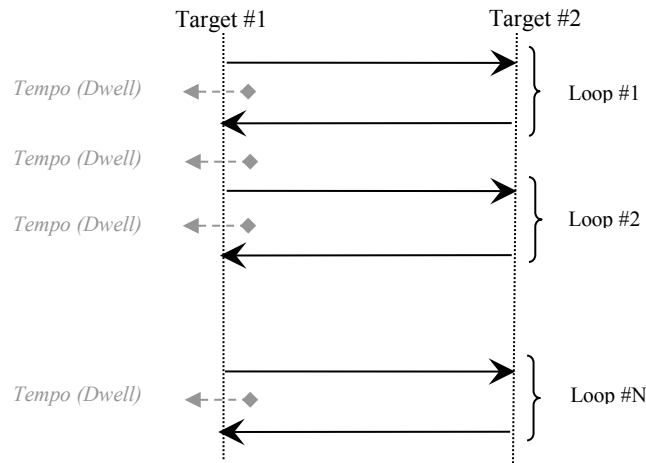 Target #1 Target #2
Tempo (Dwell) Loop #1
Tempo (Dwell)
Tempo (Dwell) Loop #2
Tempo (Dwell) Loop #N